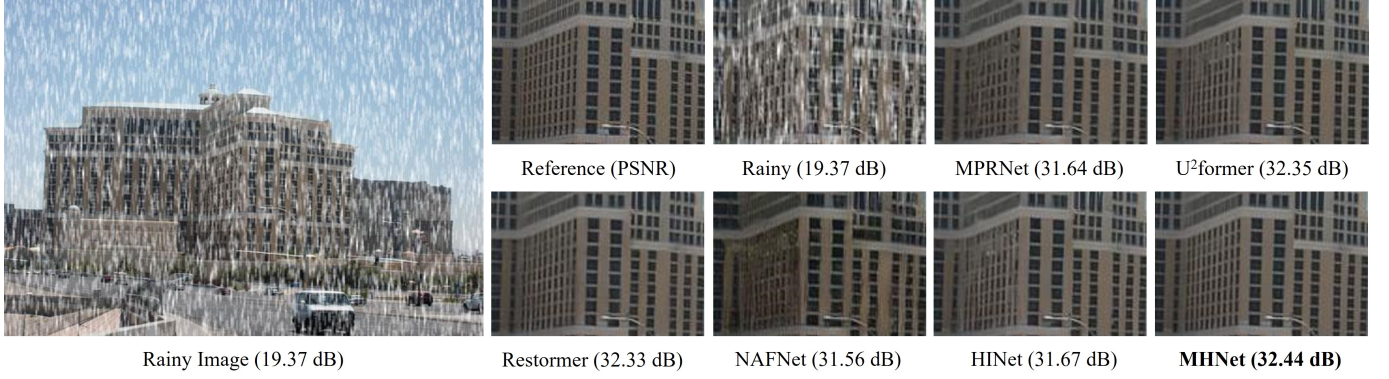 Reference (PSNR)
Rainy (19.37 dB)
MPRNet (31.64 dB)
U²former (32.35 dB)
Rainy Image (19.37 dB)
Restormer (32.33 dB)
NAFNet (31.56 dB)
HINet (31.67 dB)
MHNet (32.44 dB)